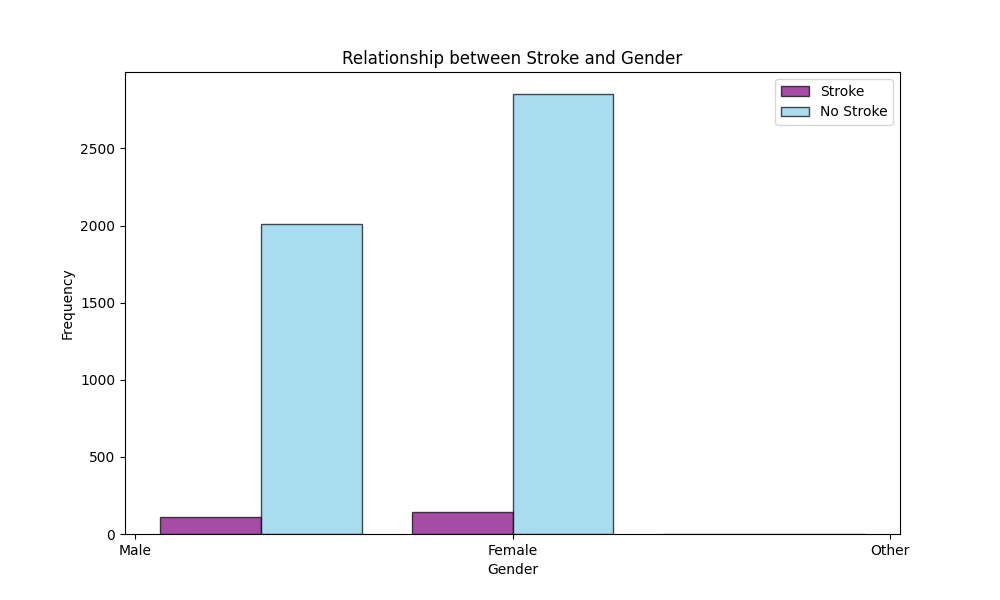 Relationship between Stroke and Gender
Stroke
No Stroke
2500
2000
1500
1000
500
0
Frequency
Male
Female
Other
Gender